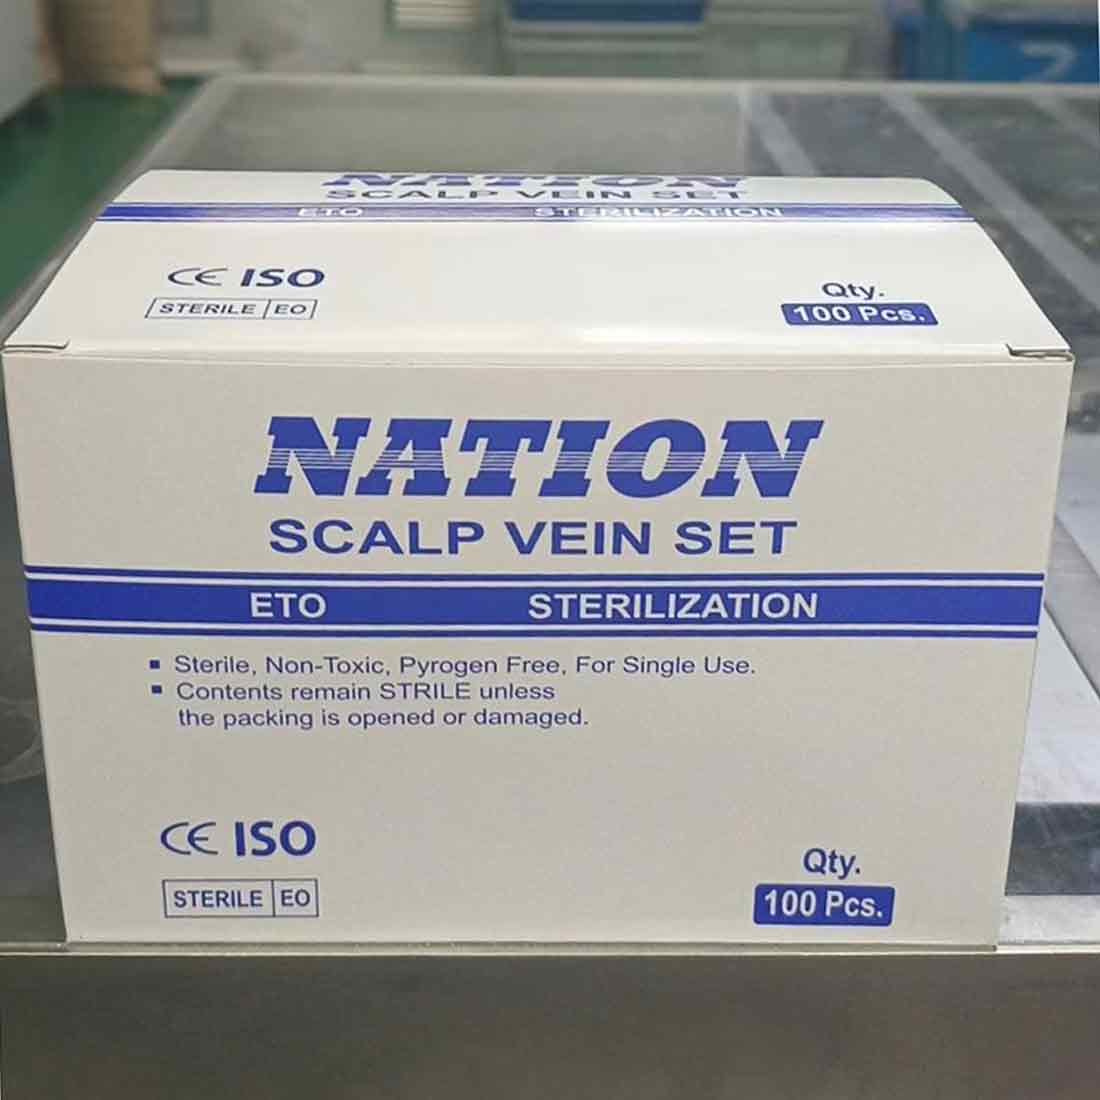 NATION
SCALP VEIN SET
ETO STERILIZATION
CE ISO
STERILE EO
Qty.
100 Pcs.
NATION
SCALP VEIN SET
ETO STERILIZATION
▪ Sterile, Non-Toxic, Pyrogen Free, For Single Use.
▪ Contents remain STRILE unless
the packing is opened or damaged.
CE ISO
STERILE EO
Qty.
100 Pcs.